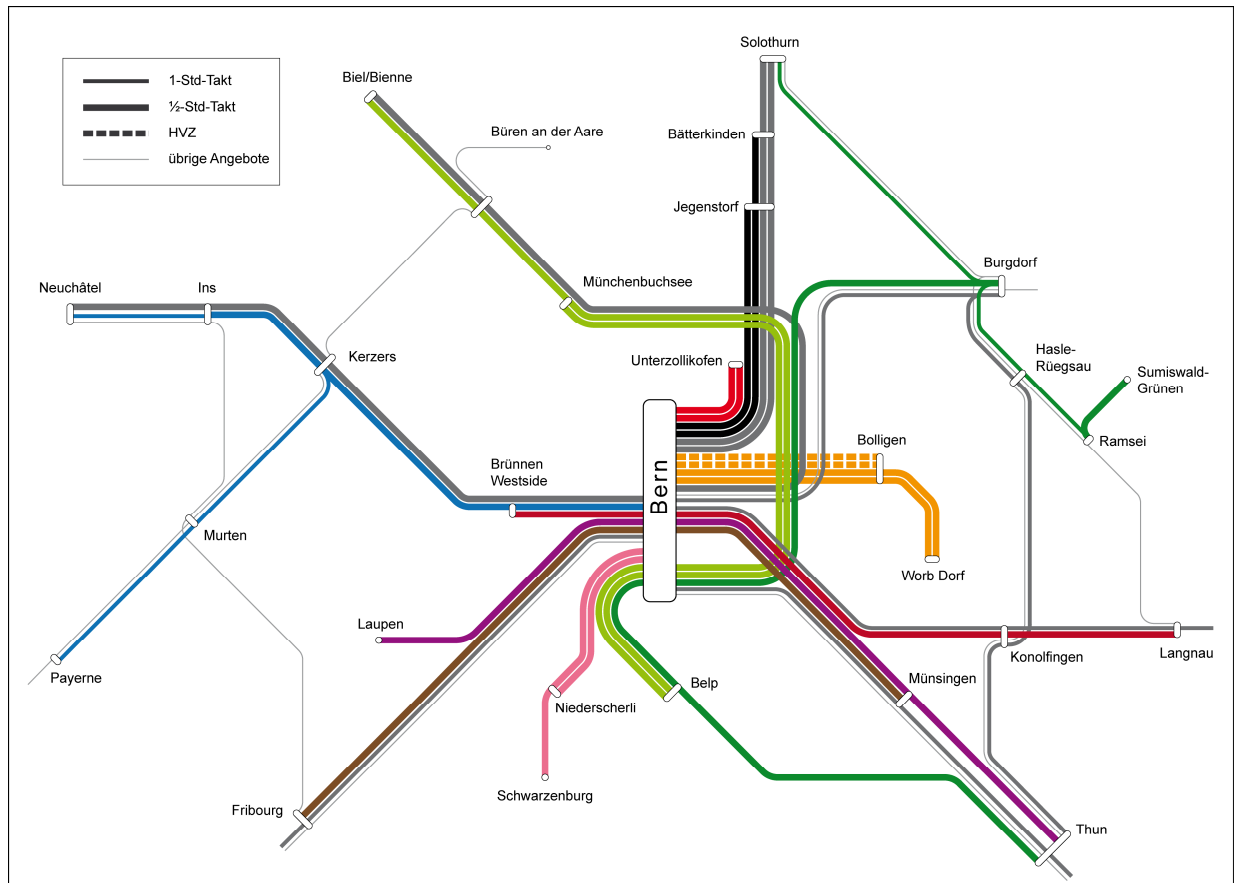 Solothurn
1-Std-Takt
½-Std-Takt
HVZ
übrige Angebote
Biel/Bienne
Büren an der Aare
Bätterkinden
Jegenstorf
Burgdorf
Münchenbuchsee
Neuchâtel
Ins
Kerzers
Unterzollikofen
Hasle-
Rüegsau
Sumiswald-
Grünen
Ramsei
Bolligen
Brünnen
Westside
Bern
Murten
Worb Dorf
Laupen
Payerne
Konolfingen
Langnau
Belp
Münsingen
Niederscherli
Schwarzenburg
Fribourg
Thun